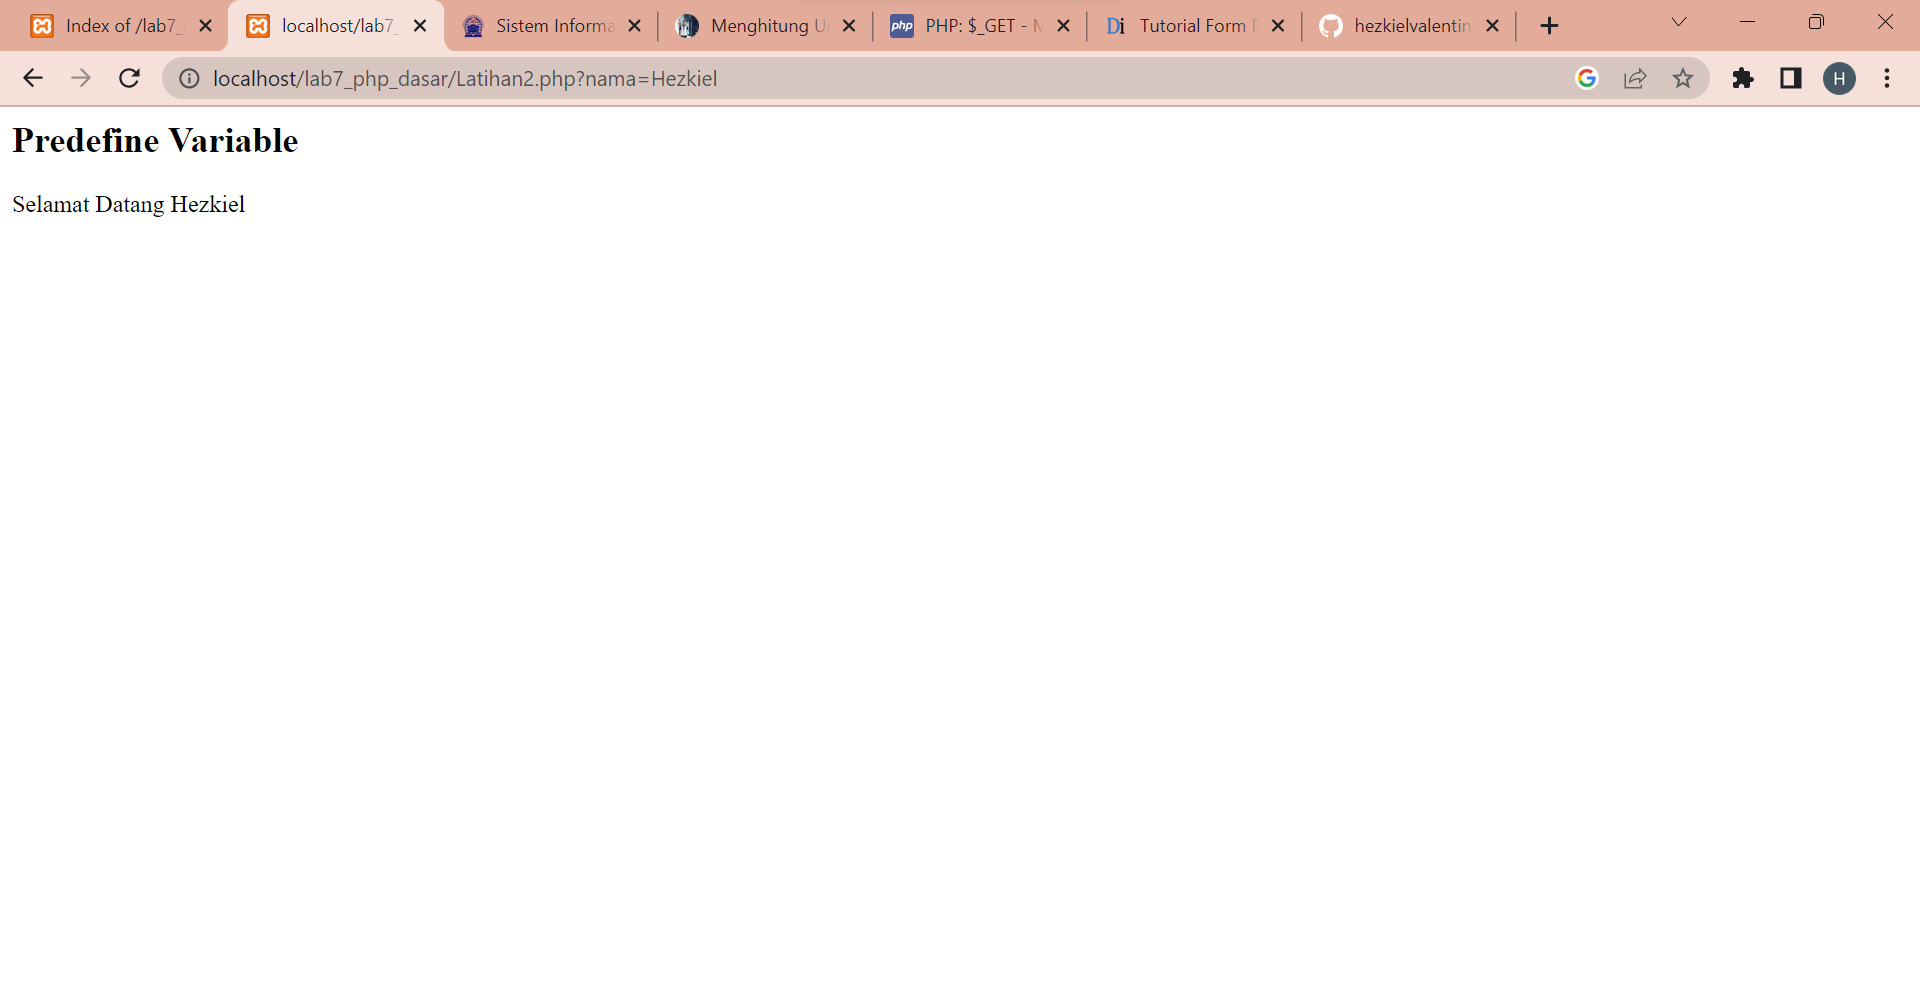 Index of /lab7_
localhost/lab7_
Sistem Informa
Menghitung U
php
PHP: $_GET - M
Di
Tutorial Form P
hezkielvalentin
localhost/lab7_php_dasar/Latihan2.php?nama=Hezkiel
G
H
Predefine Variable
Selamat Datang Hezkiel